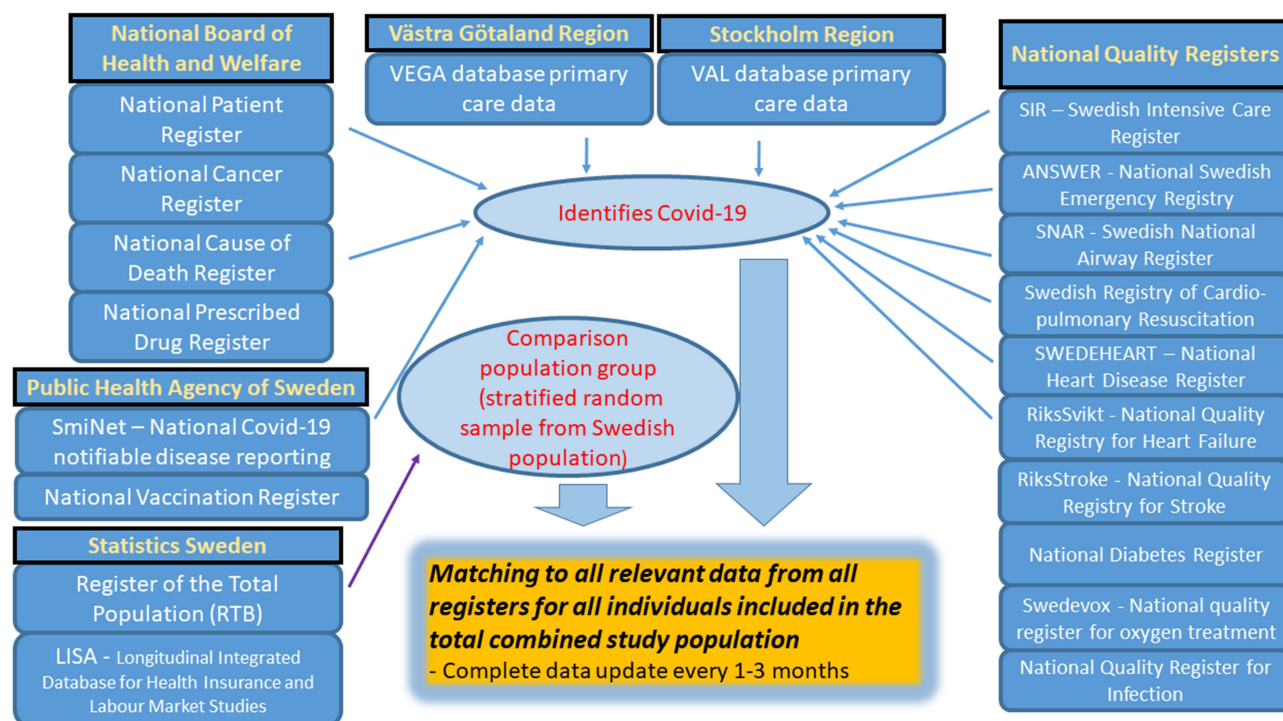 National Board of
Health and Welfare
National Patient
Register
National Cancer
Register
National Cause of
Death Register
National Prescribed
Drug Register
Public Health Agency of Sweden
SmiNet – National Covid-19
notifiable disease reporting
National Vaccination Register
Statistics Sweden
Register of the Total
Population (RTB)
LISA - Longitudinal Integrated
Database for Health Insurance and
Labour Market Studies
Västra Götaland Region
VEGA database primary
care data
Stockholm Region
VAL database primary
care data
Identifies Covid-19
Comparison
population group
(stratified random
sample from Swedish
population)
Matching to all relevant data from all
registers for all individuals included in the
total combined study population
- Complete data update every 1-3 months
National Quality Registers
SIR – Swedish Intensive Care
Register
ANSWER - National Swedish
Emergency Registry
SNAR - Swedish National
Airway Register
Swedish Registry of Cardio-
pulmonary Resuscitation
SWEDEHEART – National
Heart Disease Register
RiksSvikt - National Quality
Registry for Heart Failure
RiksStroke - National Quality
Registry for Stroke
National Diabetes Register
Swedevox - National quality
register for oxygen treatment
National Quality Register for
Infection